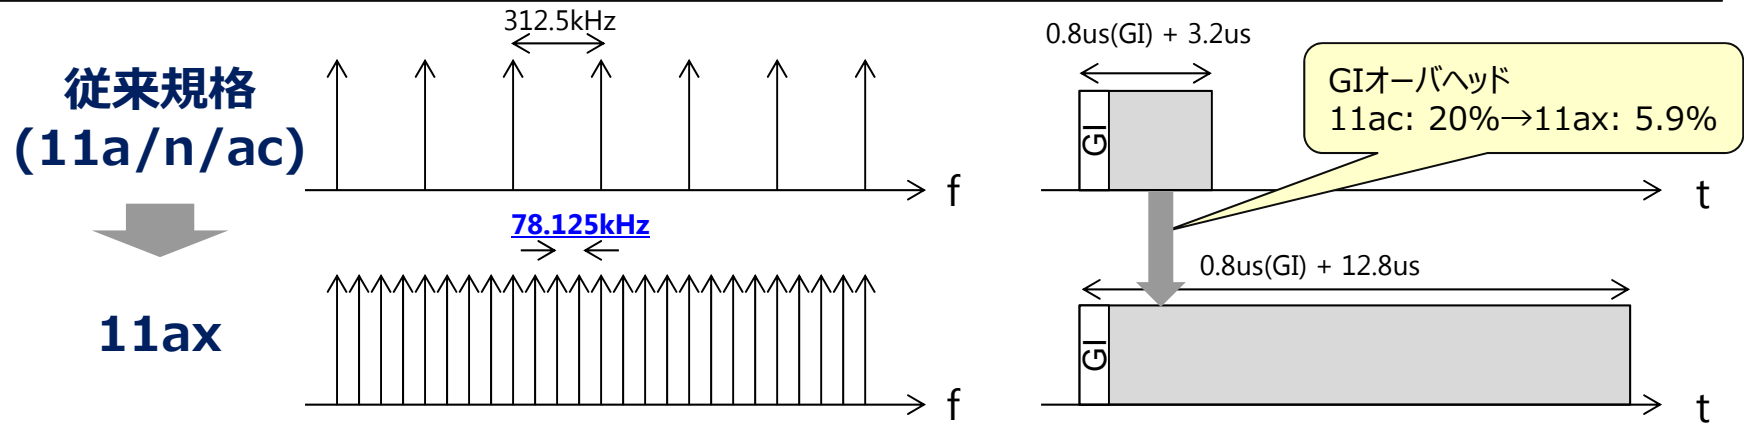 312.5kHz
0.8us(GI) + 3.2us
従来規格
(11a/n/ac)
GIオーバヘッド
11ac: 20%→11ax: 5.9%
GI
f
t
78.125kHz
0.8us(GI) + 12.8us
11ax
GI
f
t